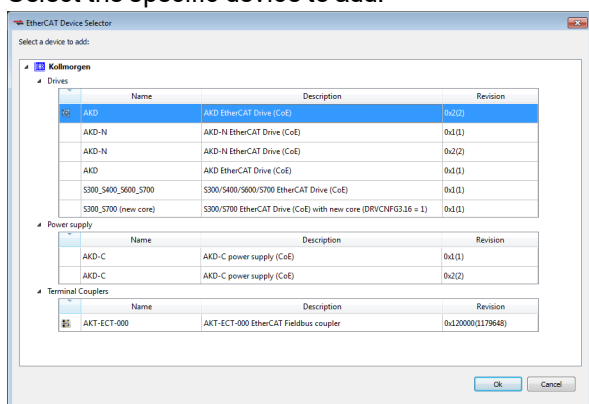 Select the specific device to add.
EtherCAT Device Selector
Select a device to add:
Kollmorgen
Drives
Name Description Revision
AKD AKD EtherCAT Drive (CoE) 0x2(2)
AKD-N AKD-N EtherCAT Drive (CoE) 0x1(1)
AKD-N AKD-N EtherCAT Drive (CoE) 0x2(2)
AKD AKD EtherCAT Drive (CoE) 0x1(1)
S300_S400_S600_S700 S300/S400/S600/S700 EtherCAT Drive (CoE) 0x1(1)
S300_S700 (new core) S300/S700 EtherCAT Drive (CoE) with new core (DRVCNFG3.16 = 1) 0x1(1)
Power supply
Name Description Revision
AKD-C AKD-C power supply (CoE) 0x1(1)
AKD-C AKD-C power supply (CoE) 0x2(2)
Terminal Couplers
Name Description Revision
AKT-ECT-000 AKT-ECT-000 EtherCAT Fieldbus coupler 0x120000(1179648)
Ok Cancel